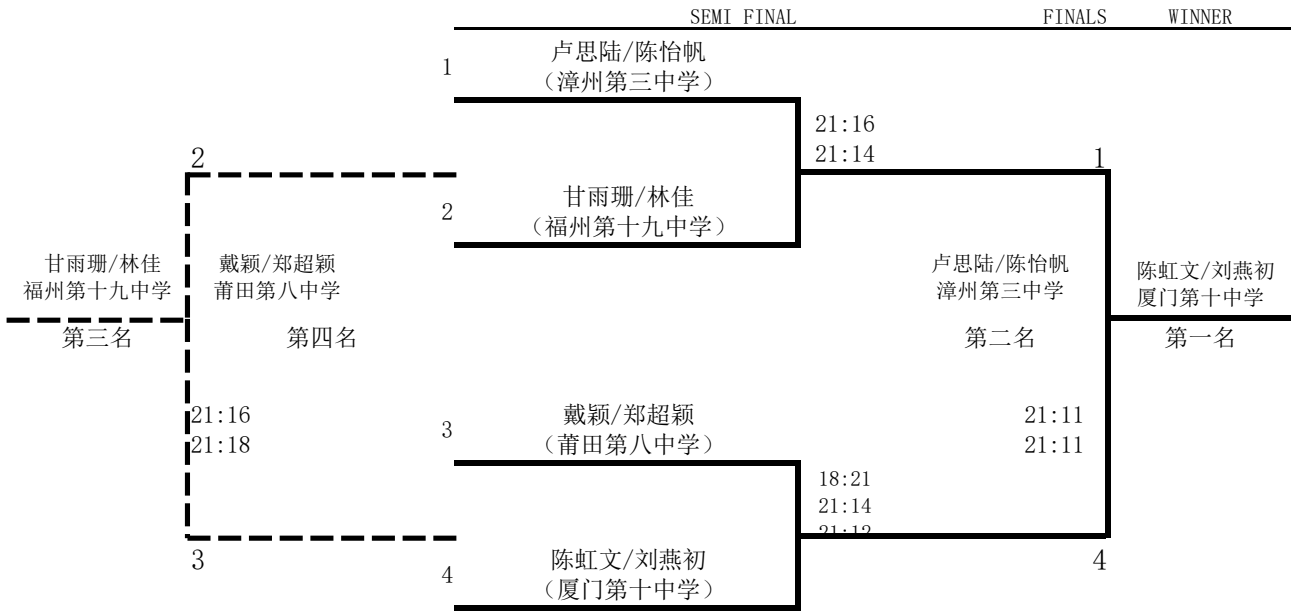 SEMI FINAL FINALS WINNER
卢思陆/陈怡帆
1
（漳州第三中学）
21:16
21:14
2
1
甘雨珊/林佳
2
（福州第十九中学）
甘雨珊/林佳
福州第十九中学
戴颖/郑超颖
莆田第八中学
卢思陆/陈怡帆
漳州第三中学
陈虹文/刘燕初
厦门第十中学
第三名
第四名
第二名
第一名
21:16
21:18
戴颖/郑超颖
3
（莆田第八中学）
21:11
21:11
18:21
21:14
3
4
陈虹文/刘燕初
4
（厦门第十中学）